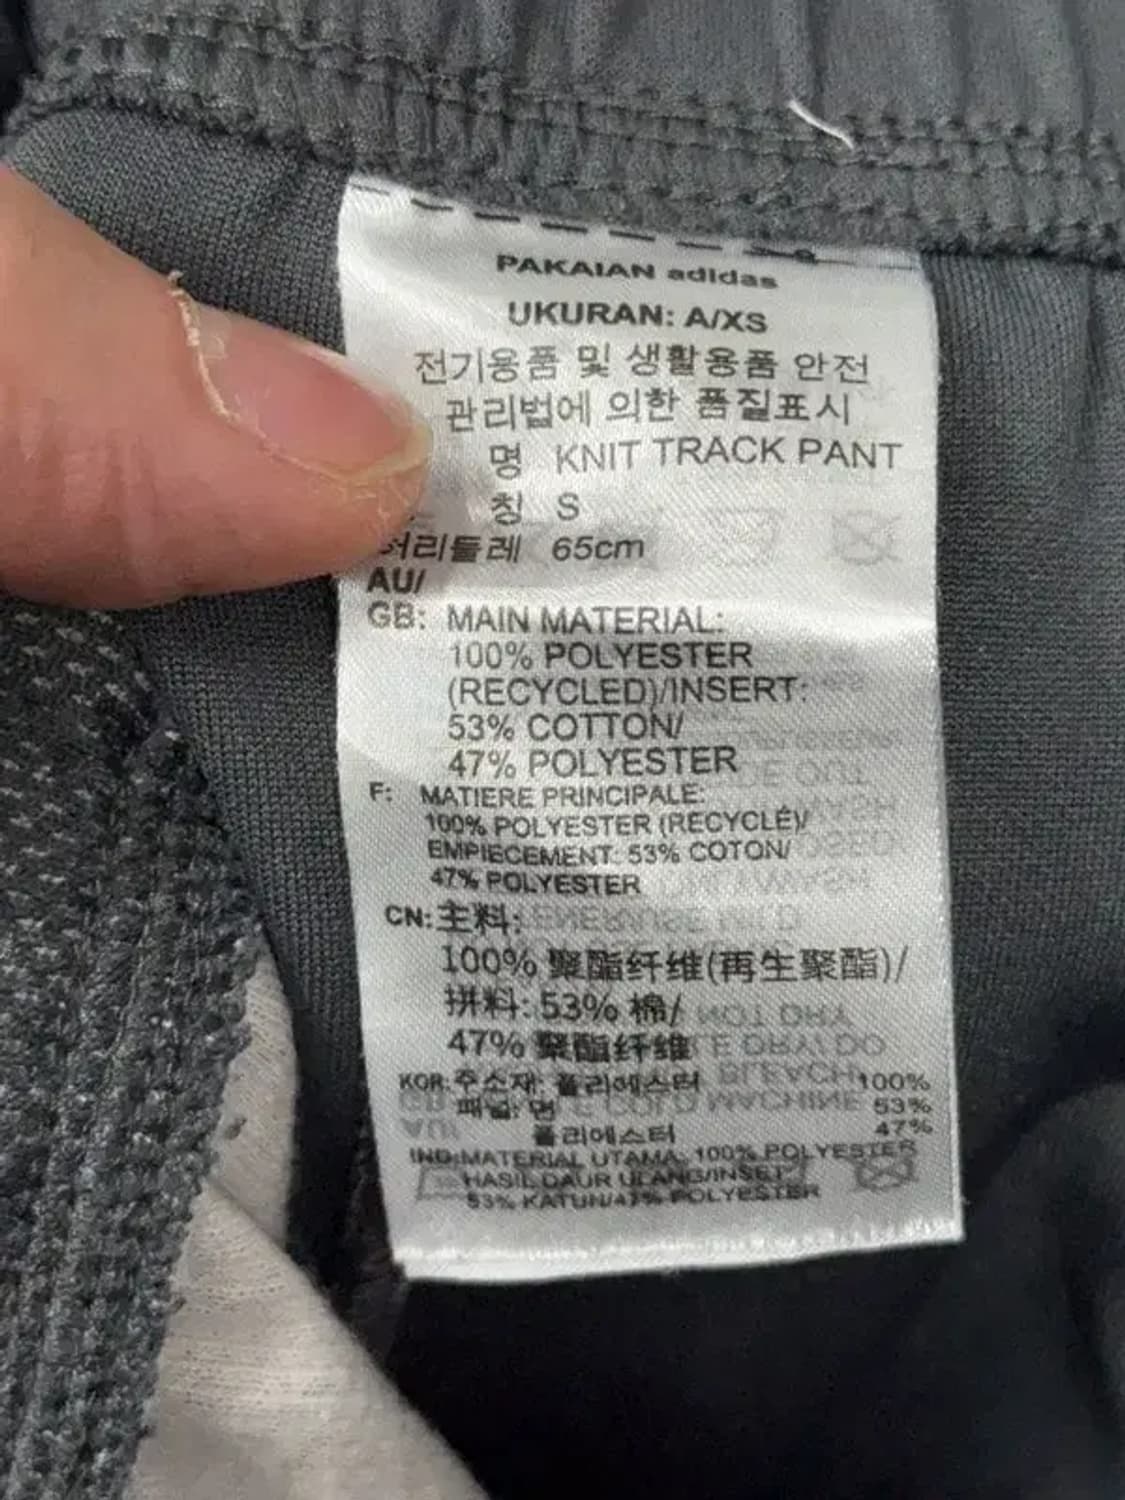 PAKAIAN adidas
UKURAN: A/XS
전기용품 및 생활용품 안전
관리법에 의한 품질표시
명 KNIT TRACK PANT
칭 S
허리둘레 65cm
AU/
GB: MAIN MATERIAL:
100% POLYESTER
(RECYCLED)/INSERT:
53% COTTON/
47% POLYESTER
F: MATIERE PRINCIPALE:
100% POLYESTER (RECYCLÉ)/
EMPIECEMENT: 53% COTON/
47% POLYESTER
CN: 主料:
100% 聚酯纤维(再生聚酯)/
拼料: 53% 棉/
47% 聚酯纤维
KOR: 주소재: 폴리에스터 100%
패널: 면 53%
폴리에스터 47%
IND: MATERIAL UTAMA: 100% POLYESTER
HASIL DAUR ULANG/INSET
53% KATUN/47% POLYESTER